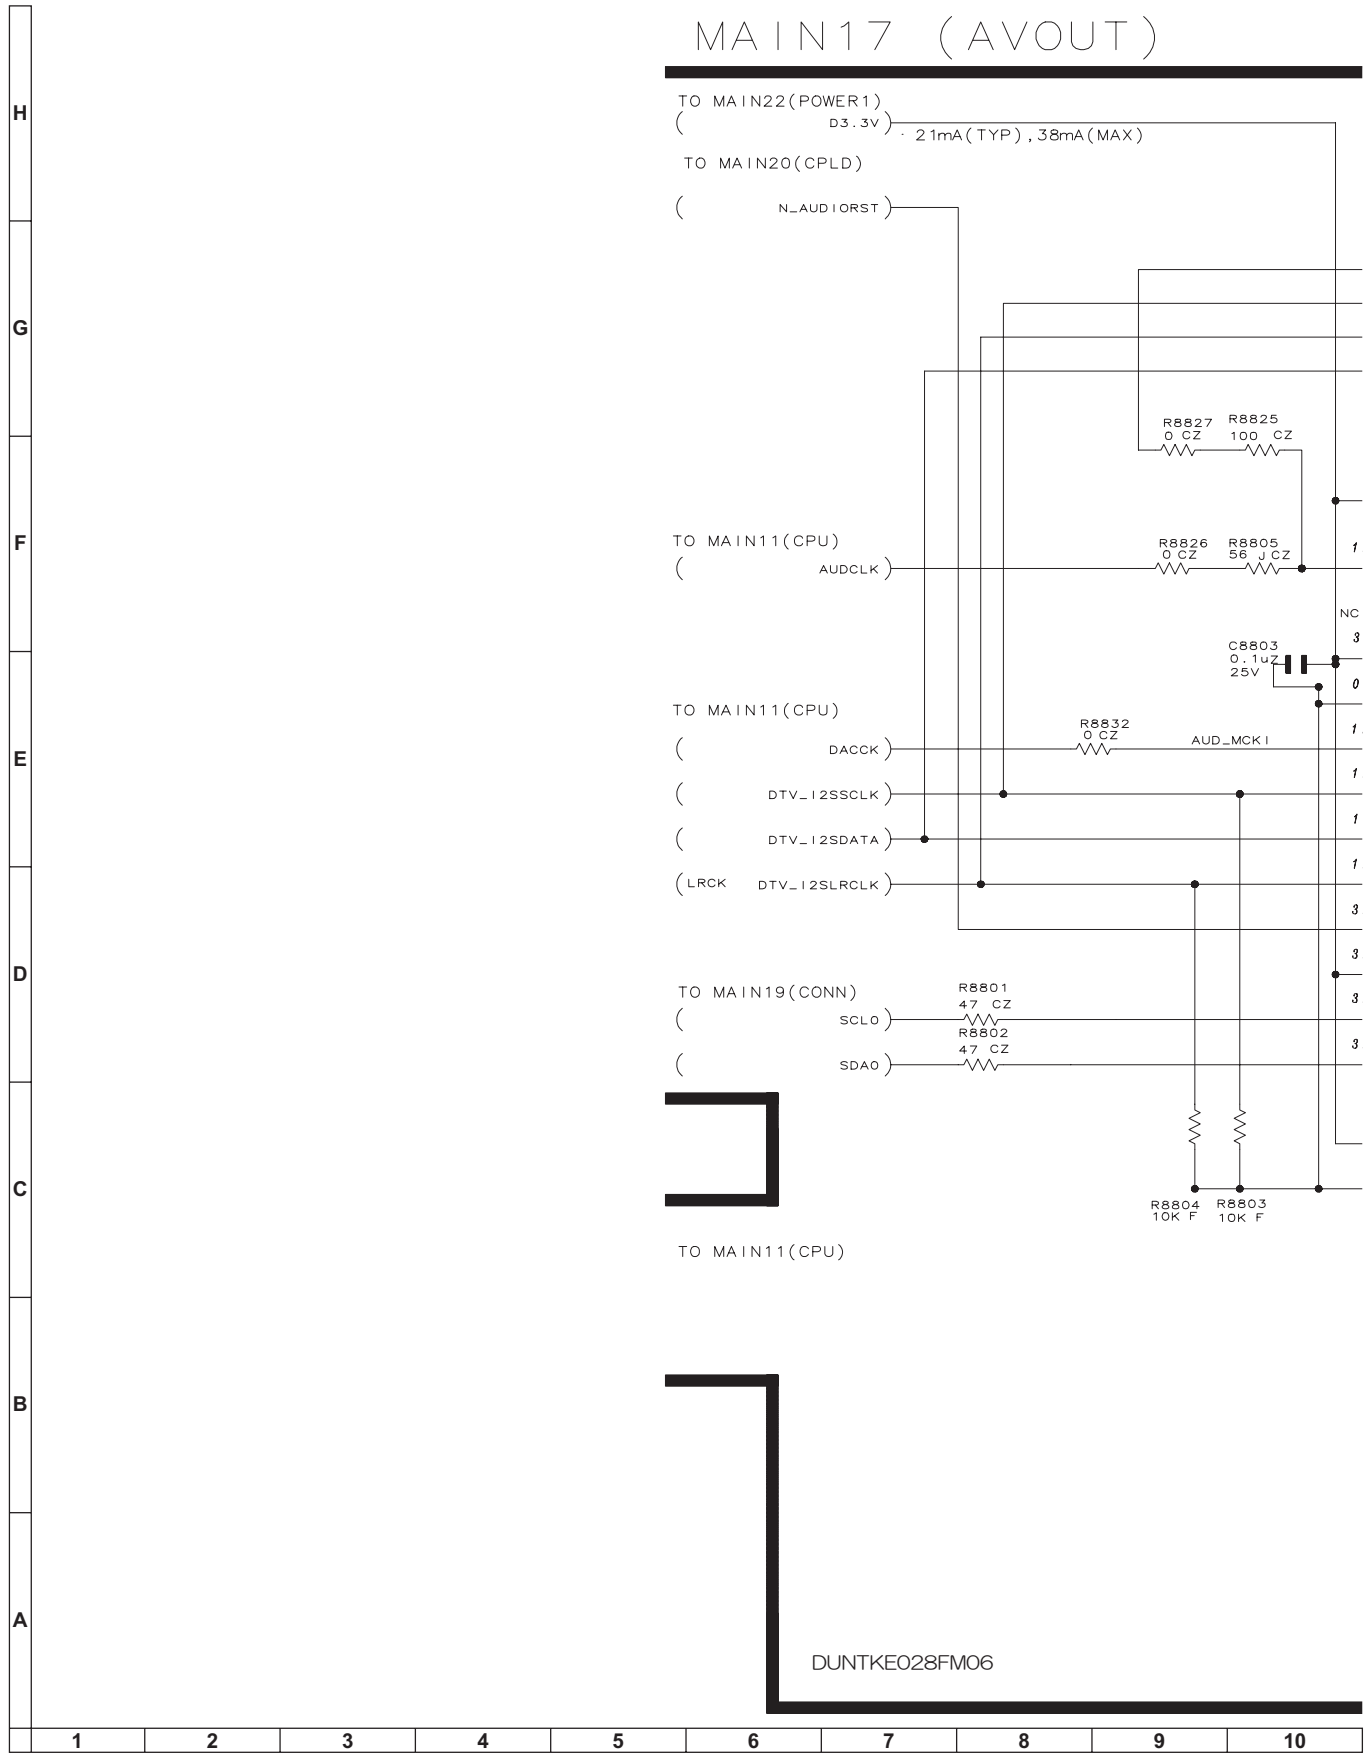 MAIN17 (AVOUT)
H
TO MAIN22(POWER1)
( D3.3V )
21mA(TYP),38mA(MAX)
TO MAIN20(CPLD)
( N_AUDIORST )
G
R8827 R8825
0 CZ 100 CZ
F
TO MAIN11(CPU)
R8826 R8805
0 CZ 56 J CZ
1
( AUDCLK )
NC
3
C8803
0.1uZ
25V
0
TO MAIN11(CPU)
R8832
0 CZ
1
E
( DACCK )
AUD_MCKI
1
( DTV_I2SSCLK )
1
( DTV_I2SDATA )
1
( LRCK DTV_I2SLRCLK )
3
3
D
TO MAIN19(CONN)
R8801
47 CZ
3
( SCL0 )
R8802
47 CZ
3
( SDA0 )
C
R8804 R8803
10K F 10K F
TO MAIN11(CPU)
B
A
DUNTKE028FM06
1 2 3 4 5 6 7 8 9 10